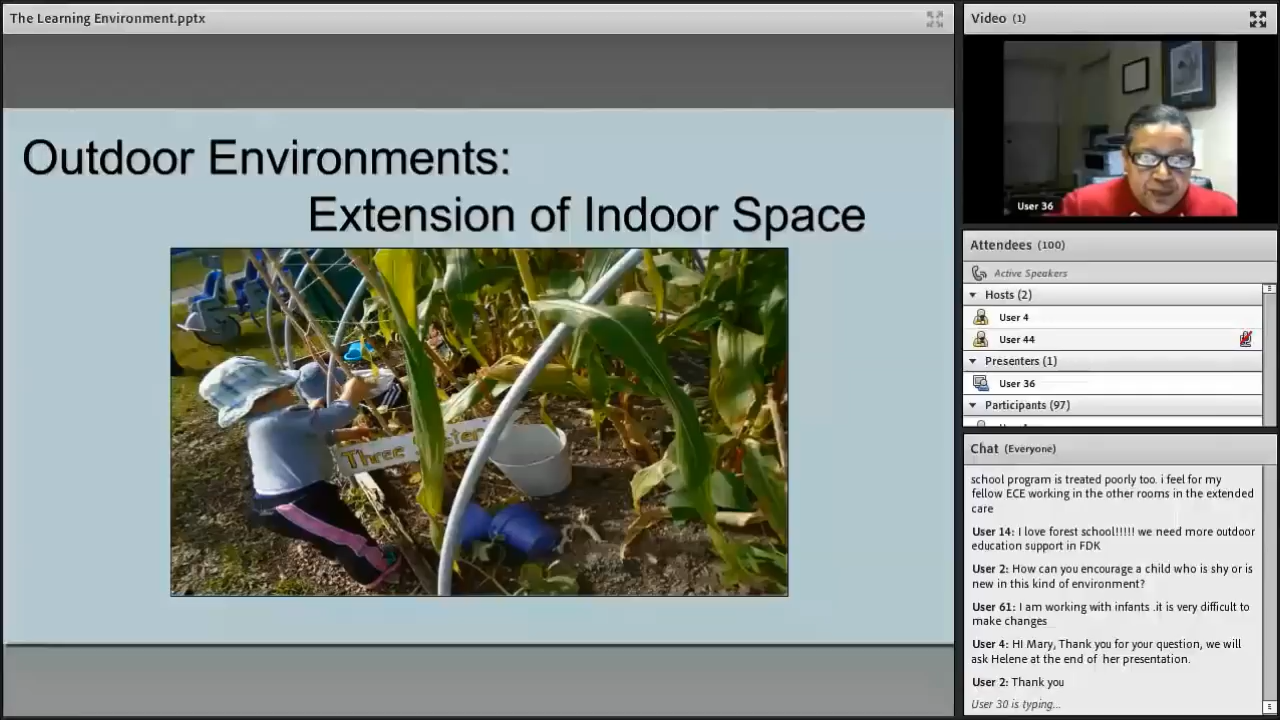 The Learning Environment.pptx
Outdoor Environments:
Extension of Indoor Space
Three
Video (1)
User 36
Attendees (100)
Active Speakers
Hosts (2)
User 4
User 44
Presenters (1)
User 36
Participants (97)
Chat (Everyone)
school program is treated poorly too. i feel for my
fellow ECE working in the other rooms in the extended
care
User 14: I love forest school!!!!! we need more outdoor
education support in FDK
User 2: How can you encourage a child who is shy or is
new in this kind of environment?
User 61: I am working with infants .it is very difficult to
make changes
User 4: HI Mary, Thank you for your question, we will
ask Helene at the end of her presentation.
User 2: Thank you
User 30 is typing...